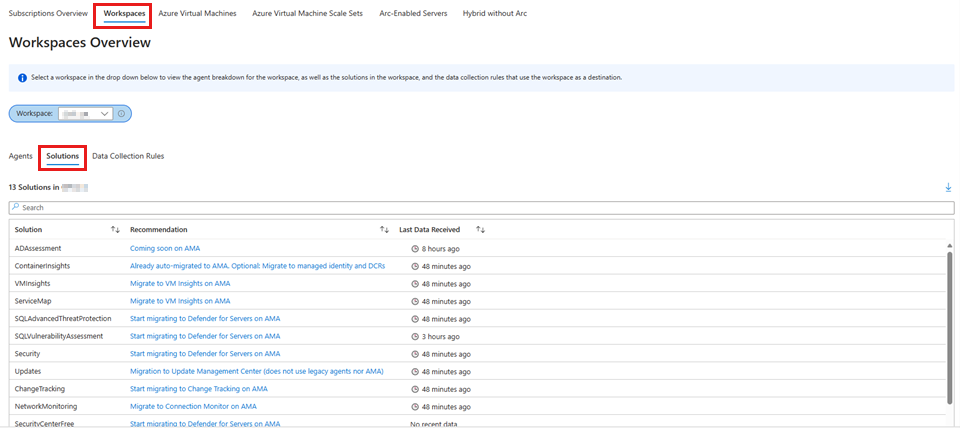 Subscriptions Overview Workspaces Azure Virtual Machines Azure Virtual Machine Scale Sets Arc-Enabled Servers Hybrid without Arc
Workspaces Overview
Select a workspace in the drop down below to view the agent breakdown for the workspace, as well as the solutions in the workspace, and the data collection rules that use the workspace as a destination.
Workspace:
Agents Solutions Data Collection Rules
13 Solutions in
Search
Solution Recommendation Last Data Received
ADAssessment Coming soon on AMA 8 hours ago
ContainerInsights Already auto-migrated to AMA. Optional: Migrate to managed identity and DCRs 48 minutes ago
VMInsights Migrate to VM Insights on AMA 48 minutes ago
ServiceMap Migrate to VM Insights on AMA 48 minutes ago
SQLAdvancedThreatProtection Start migrating to Defender for Servers on AMA 48 minutes ago
SQLVulnerabilityAssessment Start migrating to Defender for Servers on AMA 3 hours ago
Security Start migrating to Defender for Servers on AMA 48 minutes ago
Updates Migration to Update Management Center (does not use legacy agents nor AMA) 48 minutes ago
ChangeTracking Start migrating to Change Tracking on AMA 48 minutes ago
NetworkMonitoring Migrate to Connection Monitor on AMA 48 minutes ago
SecurityCenterFree Start migrating to Defender for Servers on AMA No recent data